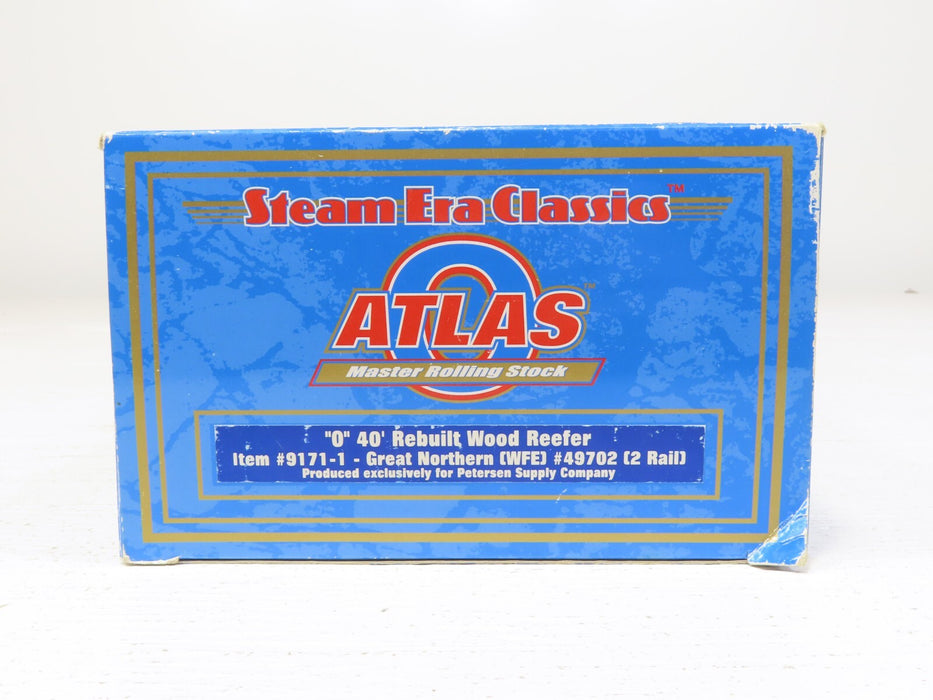 Steam Era Classics™
ATLAS™
O
Master Rolling Stock
"O" 40' Rebuilt Wood Reefer
Item #9171-1 - Great Northern (WFE) #49702 (2 Rail)
Produced exclusively for Petersen Supply Company